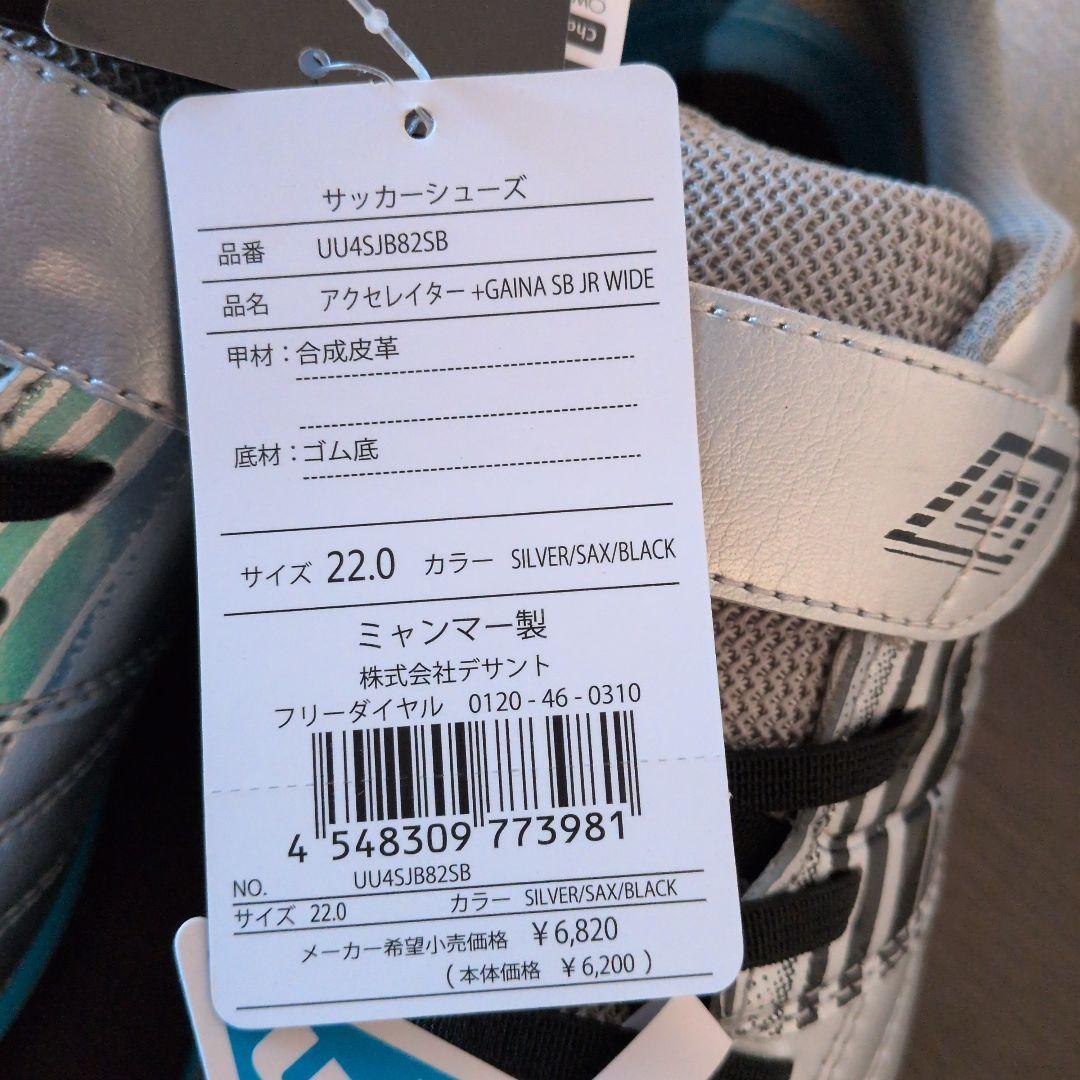 サッカーシューズ
品番 UU4SJB82SB
品名 アクセレイター +GAINA SB JR WIDE
甲材：合成皮革
底材：ゴム底
サイズ 22.0 カラー SILVER/SAX/BLACK
ミャンマー製
株式会社デサント
フリーダイヤル 0120 - 46 - 0310
4 548309 773981
NO. UU4SJB82SB
サイズ 22.0 カラー SILVER/SAX/BLACK
メーカー希望小売価格 ￥6,820
（本体価格 ￥6,200 ）